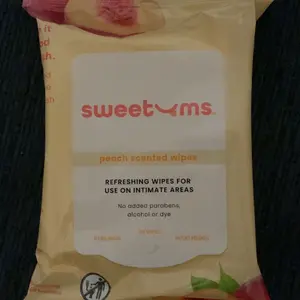 sweetums
peach scented wipes
REFRESHING WIPES FOR
USE ON INTIMATE AREAS
No added parabens,
alcohol or dye